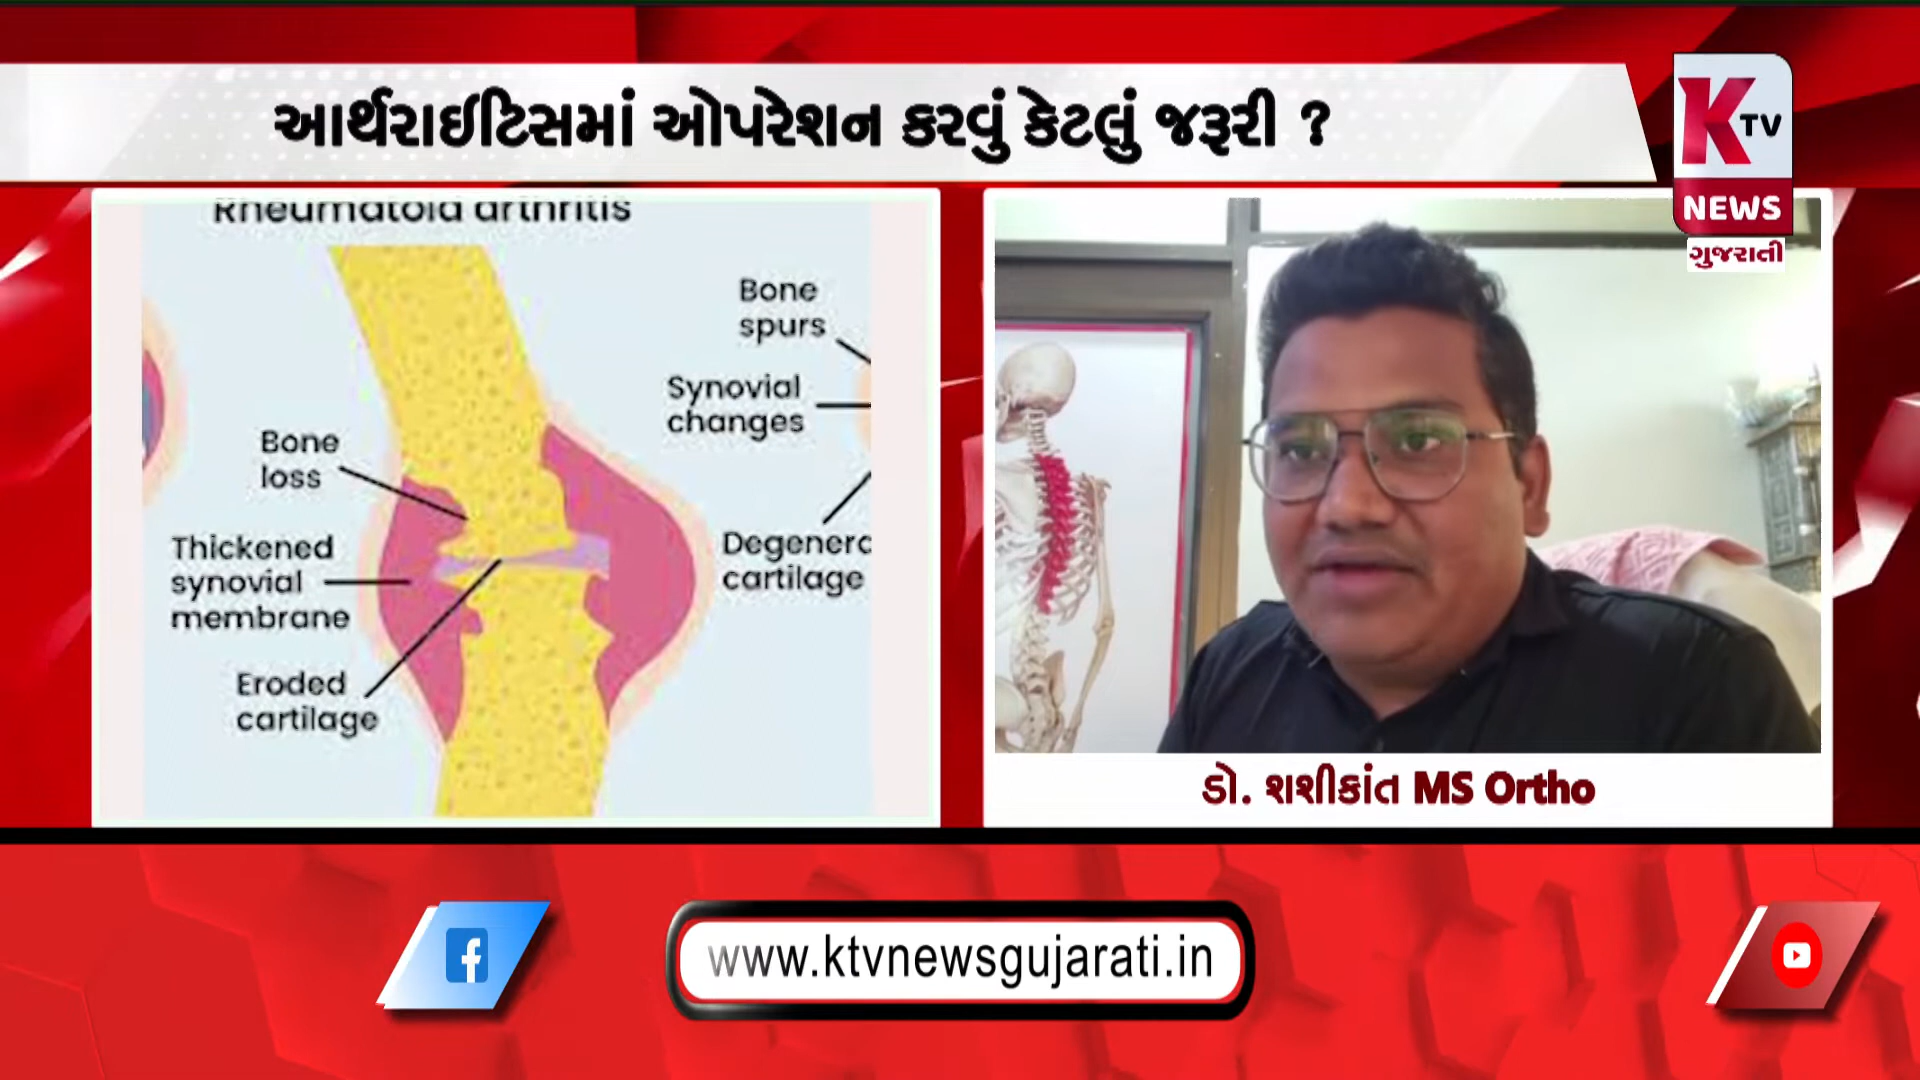 આર્થરાઈટિસમાં ઓપરેશન કરવું કેટલું જરૂરી ?
K TV
NEWS
ગુજરાતી
Rheumatoid arthritis
Bone
spurs
Synovial
changes
Bone
loss
Thickened
synovial
membrane
Eroded
cartilage
cartilage
ડો. શશીકાંત MS Ortho
www.ktvnewsgujarati.in